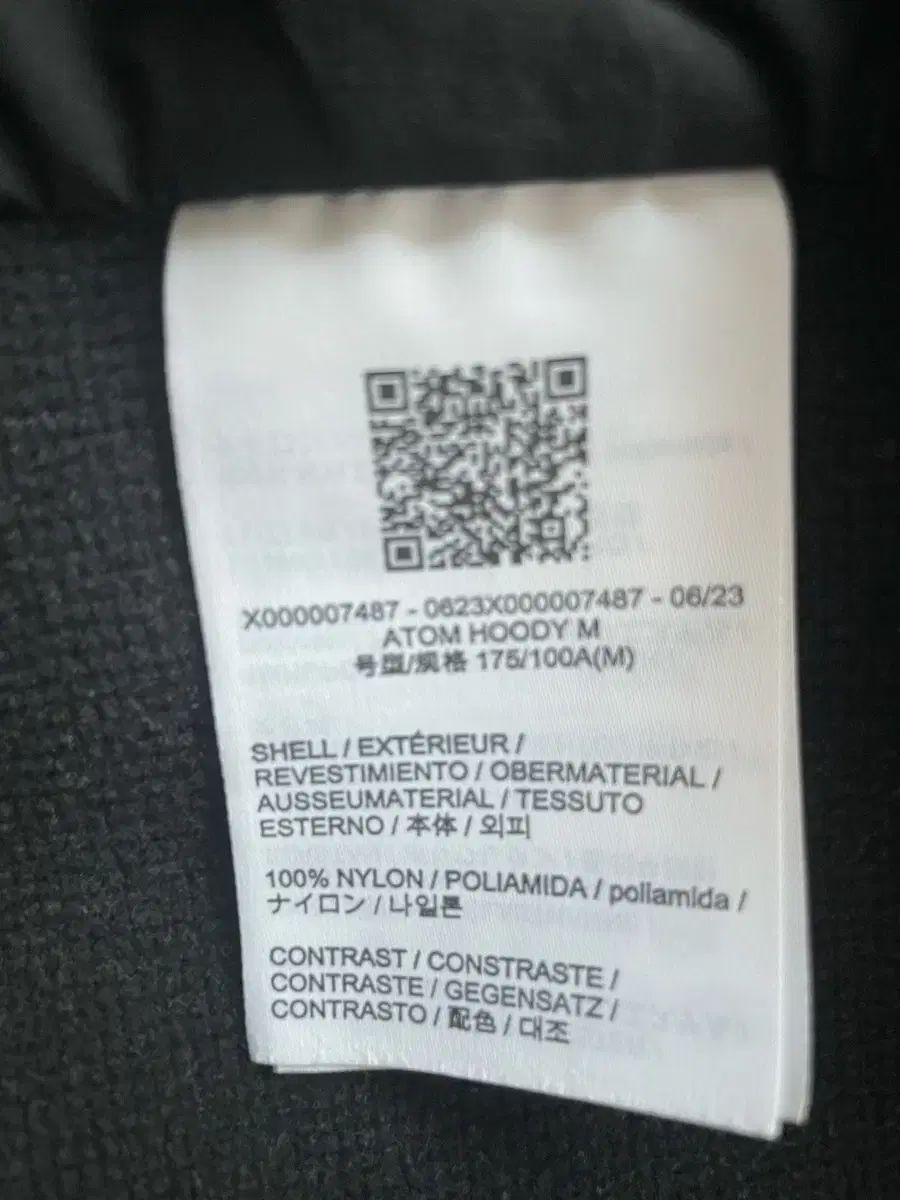 X000007487 - 0623X000007487 - 06/23
ATOM HOODY M
号型/规格 175/100A(M)
SHELL / EXTÉRIEUR /
REVESTIMIENTO / OBERMATERIAL /
AUSSEUMATERIAL / TESSUTO
ESTERNO / 本体 / 외피
100% NYLON / POLIAMIDA / poliamida /
ナイロン / 나일론
CONTRAST / CONSTRASTE /
CONTRASTE / GEGENSATZ /
CONTRASTO / 配色 / 대조